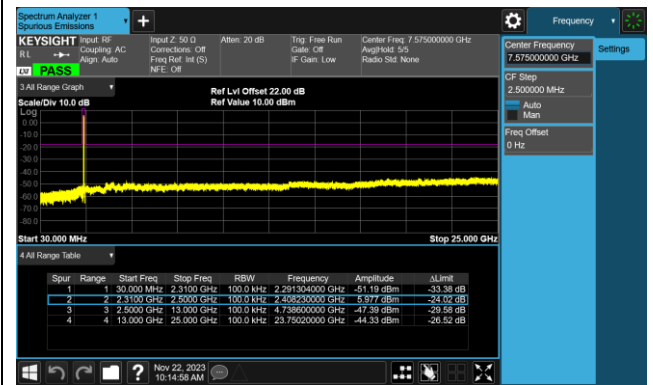 Spectrum Analyzer 1
Spurious Emissions
Frequency
KEYSIGHT
Input: RF
Input Z: 50 Ω
Atten: 20 dB
Trig: Free Run
Center Freq: 7.575000000 GHz
RL
Coupling: AC
Corrections: Off
Gate: Off
Avg|Hold: 5/5
Align: Auto
Freq Ref: Int (S)
IF Gain: Low
Radio Std: None
PASS
NFE: Off
Center Frequency
7.575000000 GHz
Settings
CF Step
2.500000 MHz
Auto
Man
Freq Offset
0 Hz
3 All Range Graph
Ref Lvl Offset 22.00 dB
Scale/Div 10.0 dB
Ref Value 10.00 dBm
Log
0.00
-10.0
-20.0
-30.0
-40.0
-50.0
-60.0
-70.0
-80.0
Start 30.000 MHz
Stop 25.000 GHz
4 All Range Table
Spur Range Start Freq Stop Freq RBW Frequency Amplitude ΔLimit
1 1 30.000 MHz 2.3100 GHz 100.0 kHz 2.291304000 GHz -51.19 dBm -33.38 dB
2 2 2.3100 GHz 2.5000 GHz 100.0 kHz 2.408230000 GHz 5.977 dBm -24.02 dB
3 3 2.5000 GHz 13.000 GHz 100.0 kHz 4.738600000 GHz -47.39 dBm -29.58 dB
4 4 13.000 GHz 25.000 GHz 100.0 kHz 23.75020000 GHz -44.33 dBm -26.52 dB
?
Nov 22, 2023
10:14:58 AM